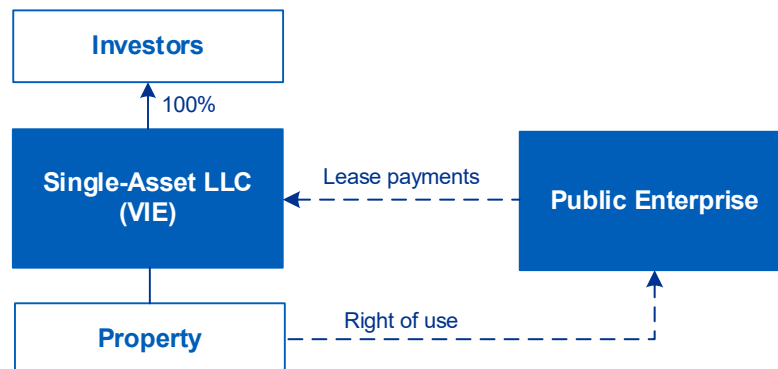 Investors
100%
Single-Asset LLC
(VIE)
Lease payments
Public Enterprise
Property
Right of use